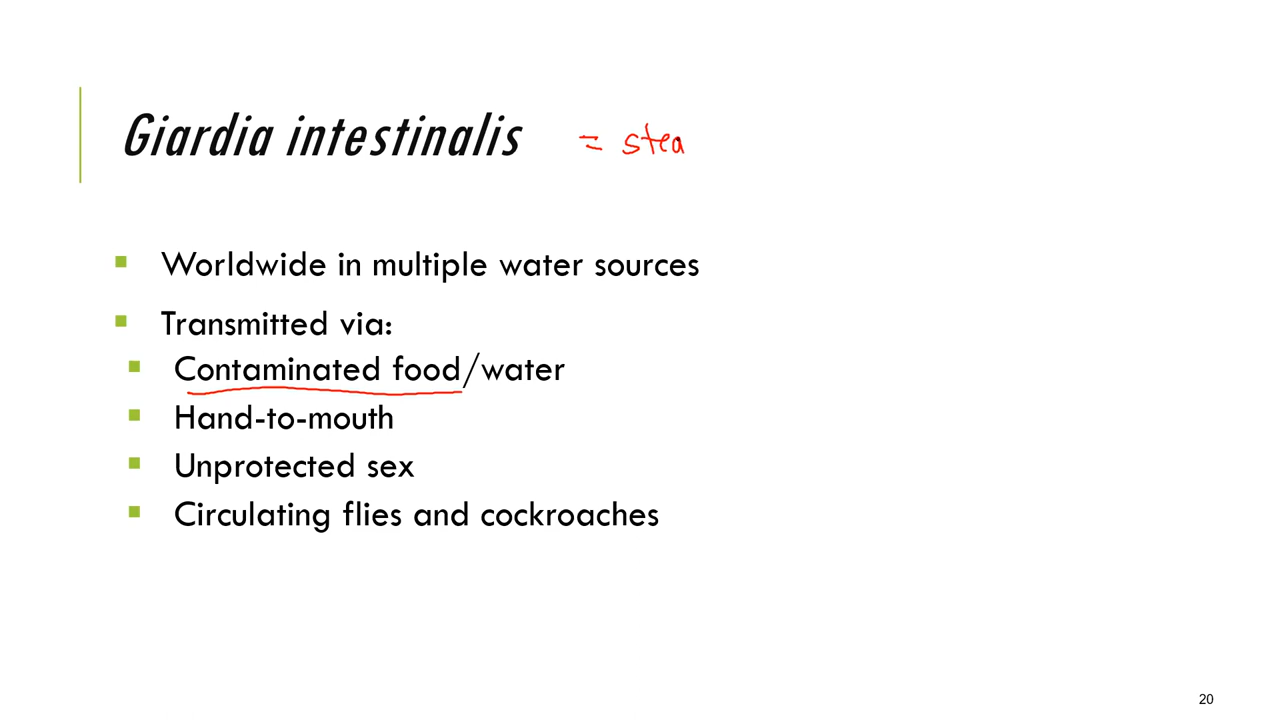 Giardia intestinalis = stea
Worldwide in multiple water sources
Transmitted via:
Contaminated food/water
Hand-to-mouth
Unprotected sex
Circulating flies and cockroaches
20